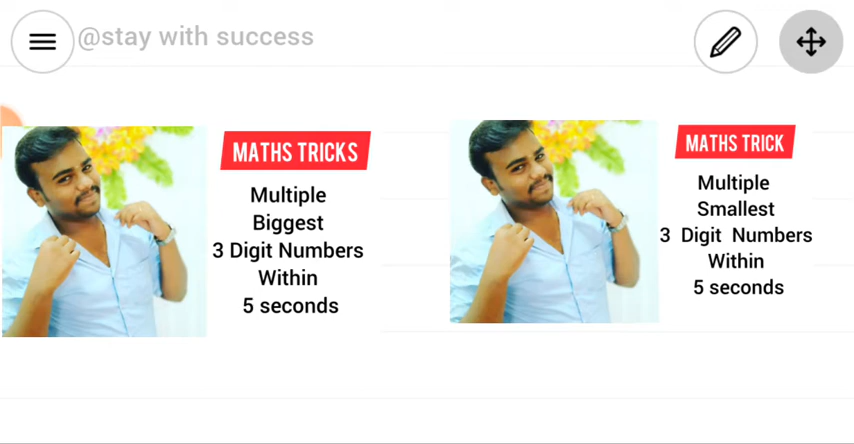 @stay with success
MATHS TRICKS
Multiple
Biggest
3 Digit Numbers
Within
5 seconds
MATHS TRICK
Multiple
Smallest
3 Digit Numbers
Within
5 seconds